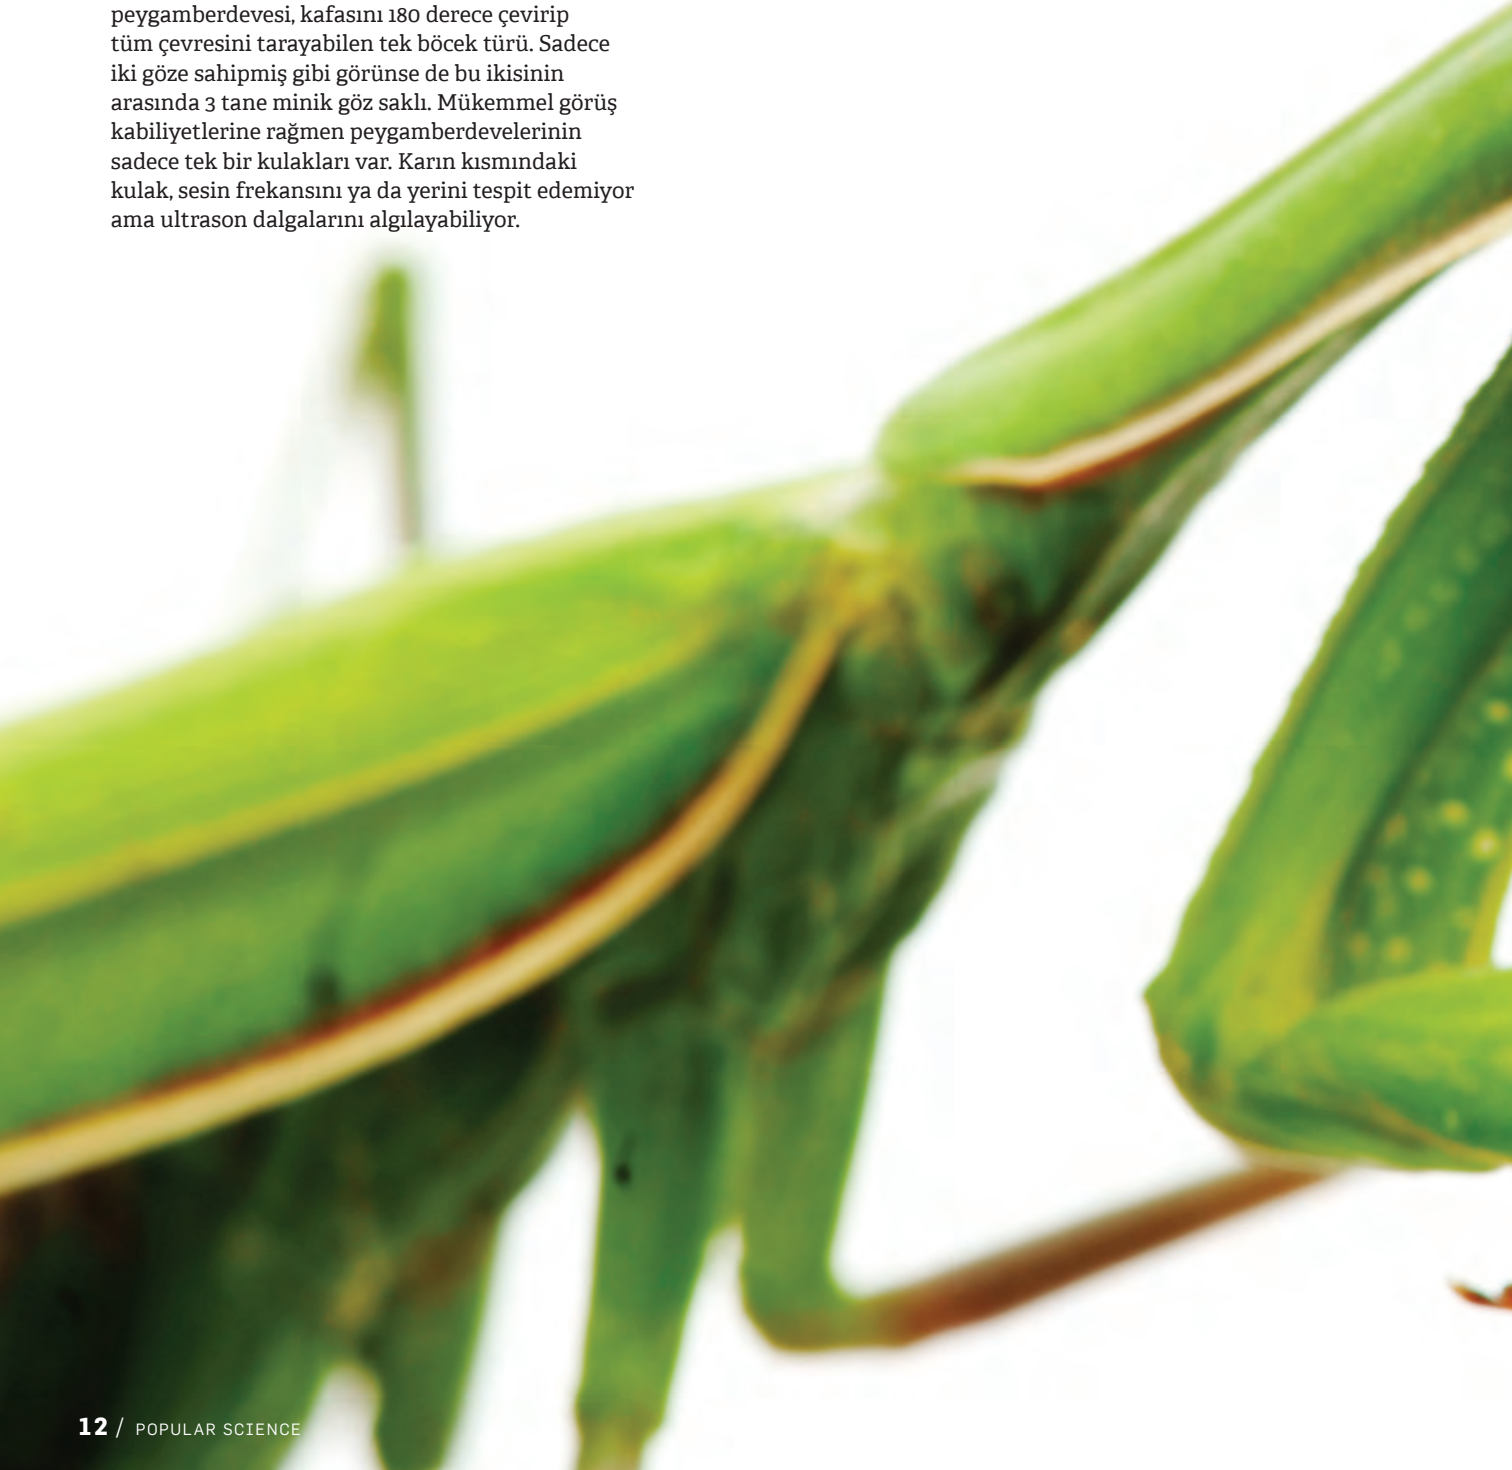 peygamberdevesi, kafasını 180 derece çevirip
tüm çevresini tarayabilen tek böcek türü. Sadece
iki göze sahipmiş gibi görünse de bu ikisinin
arasında 3 tane minik göz saklı. Mükemmel görüş
kabiliyetlerine rağmen peygamberdevelerinin
sadece tek bir kulakları var. Karın kısmındaki
kulak, sesin frekansını ya da yerini tespit edemiyor
ama ultrason dalgalarını algılayabiliyor.
12 / POPULAR SCIENCE